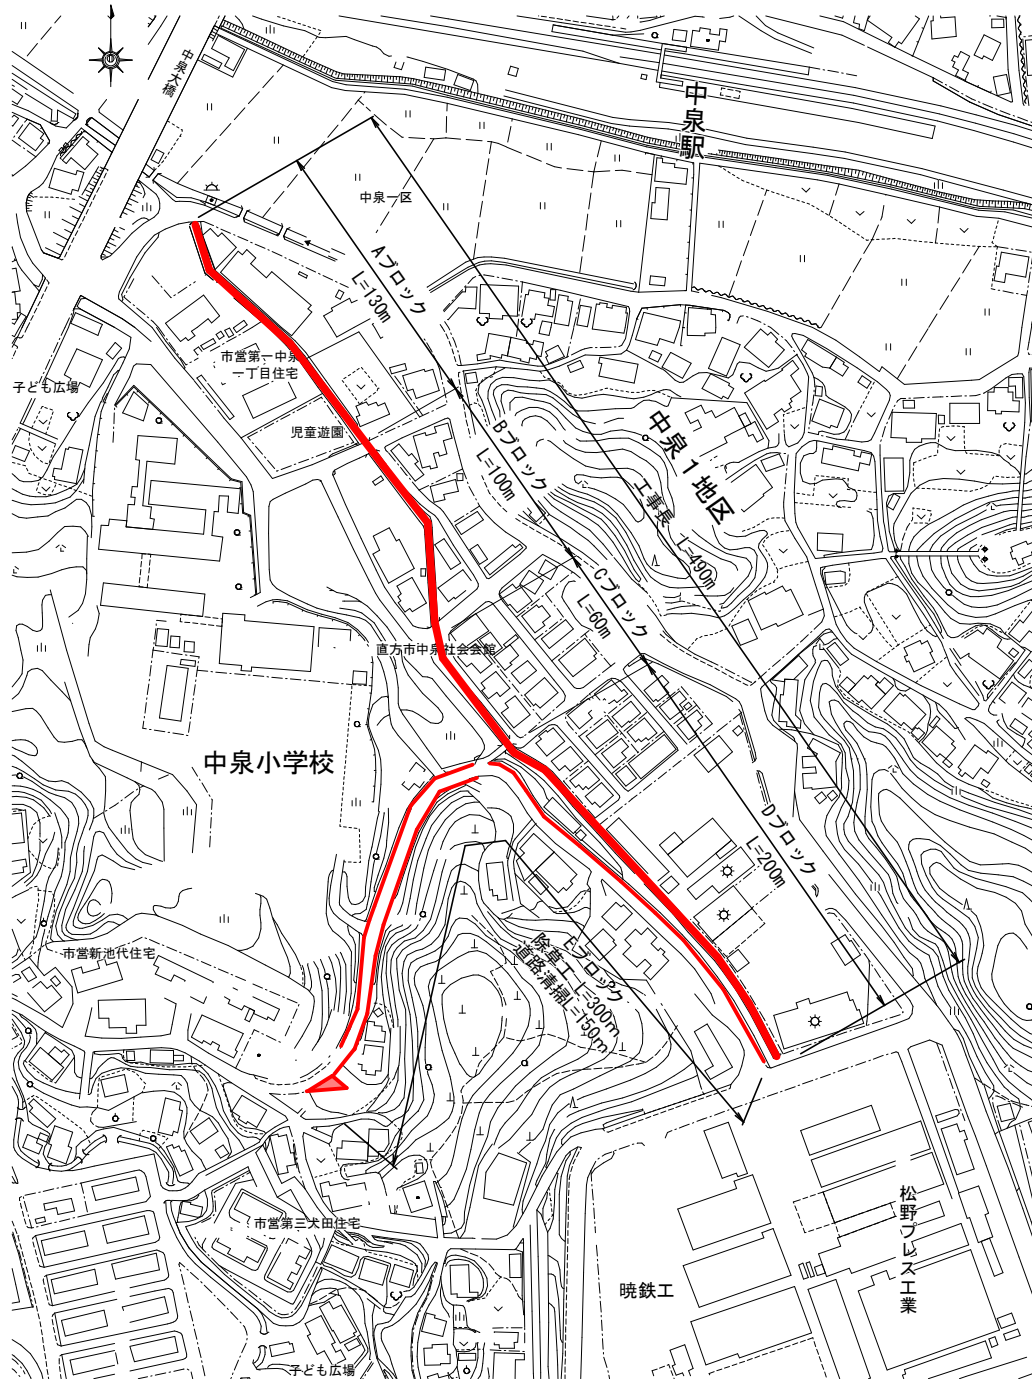 中泉大橋
中泉駅
中泉一区
Aブロック
L=130m
市営第一中泉
一丁目住宅
子ども広場
児童遊園
Bブロック
L=100m
中泉1地区
工事長 L=490m
Cブロック
L=60m
直方市中泉社会会館
中泉小学校
Dブロック
L=200m
Eブロック
除草工 L=300m
道路清掃L=150m
市営新池代住宅
市営第三犬田住宅
松野プレス工業
暁鉄工
子ども広場